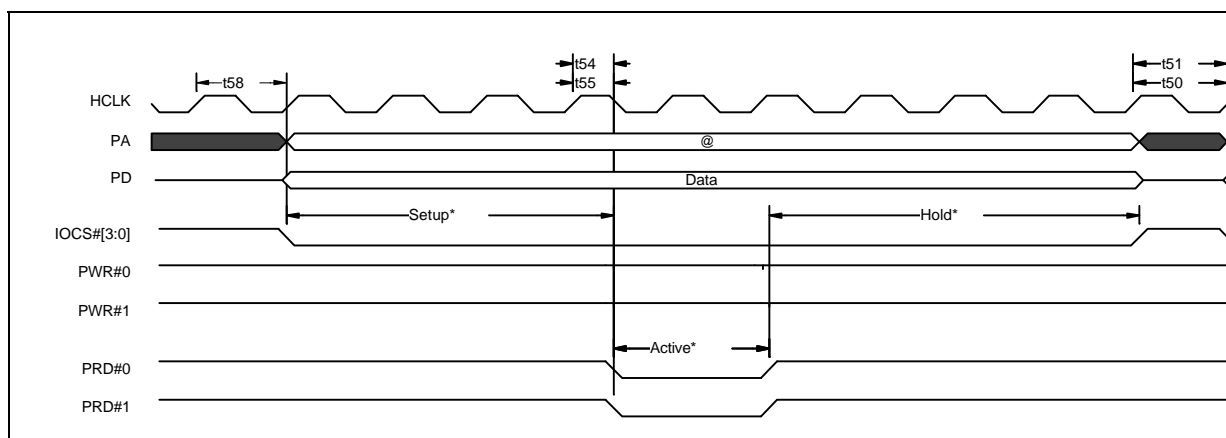 t54
t51
t58
t55
t50
HCLK
PA
@
PD
Data
Setup*
Hold*
IOCS#[3:0]
PWR#0
PWR#1
Active*
PRD#0
PRD#1